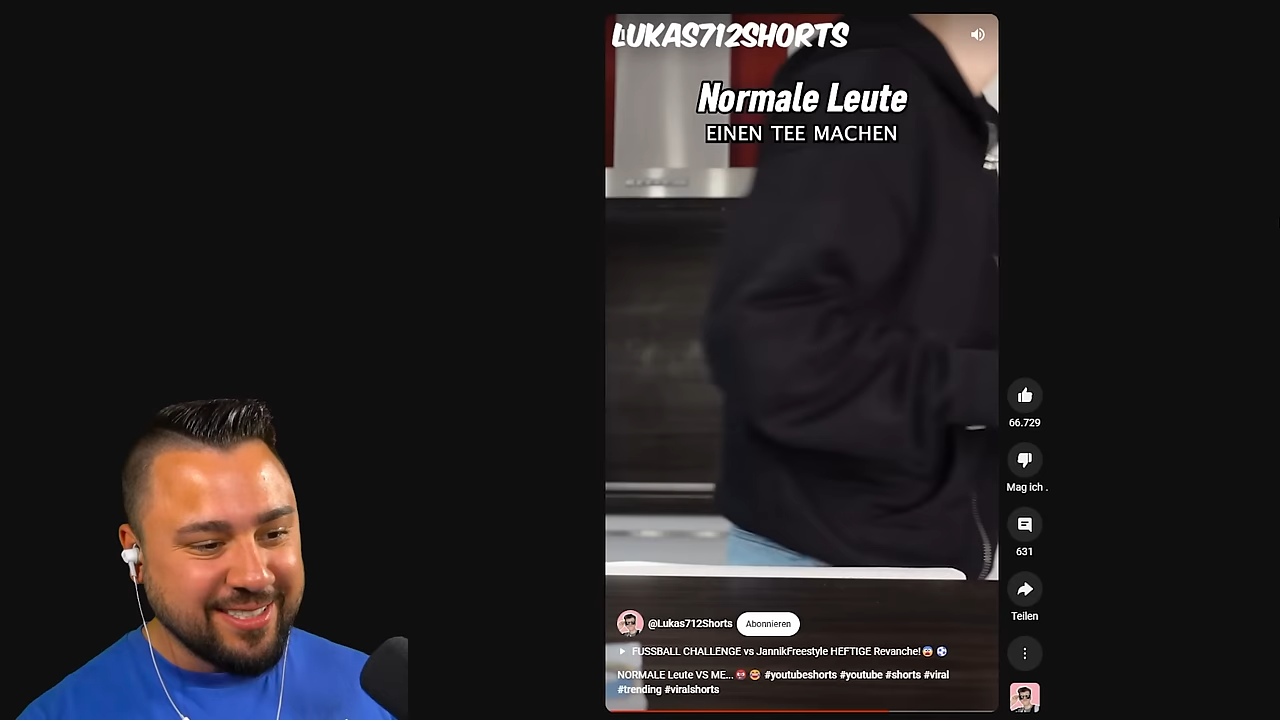 LUKAS712SHORTS
Normale Leute
EINEN TEE MACHEN
66.729
Mag ich .
631
Teilen
@Lukas712Shorts Abonnieren
FUSSBALL CHALLENGE vs JannikFreestyle HEFTIGE Revanche!😨 ⚽
NORMALE Leute VS ME... 👩🏽‍🦰 😎 #youtubeshorts #youtube #shorts #viral
#trending #viralshorts